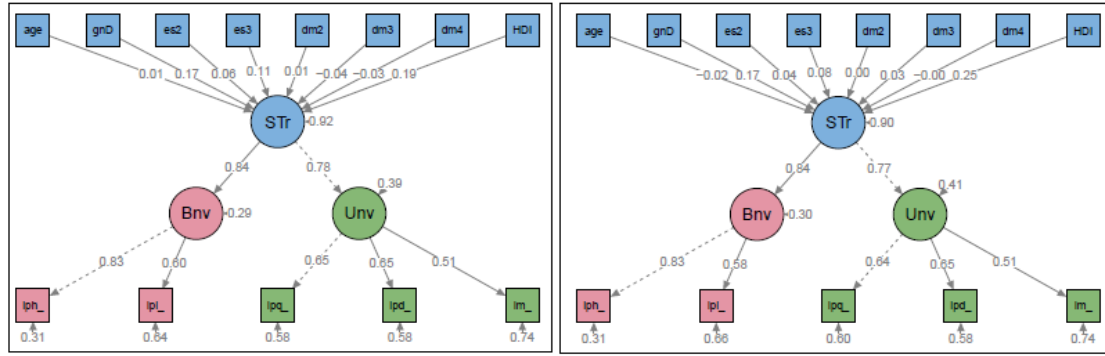 age gnD es2 es3 dm2 dm3 dm4 HDI
0.01 0.17 0.06 0.11 0.01 −0.04 −0.03 0.19
STr 0.92
0.84 0.78
0.39
Bnv 0.29 Unv
0.83 0.60 0.65 0.65 0.51
lph_ lpl_ lpq_ lpd_ lm_
0.31 0.64 0.58 0.58 0.74
age gnD es2 es3 dm2 dm3 dm4 HDI
−0.02 0.17 0.04 0.08 0.00 0.03 −0.00 0.25
STr 0.90
0.84 0.77
0.41
Bnv 0.30 Unv
0.83 0.58 0.64 0.65 0.51
lph_ lpl_ lpq_ lpd_ lm_
0.31 0.66 0.60 0.58 0.74